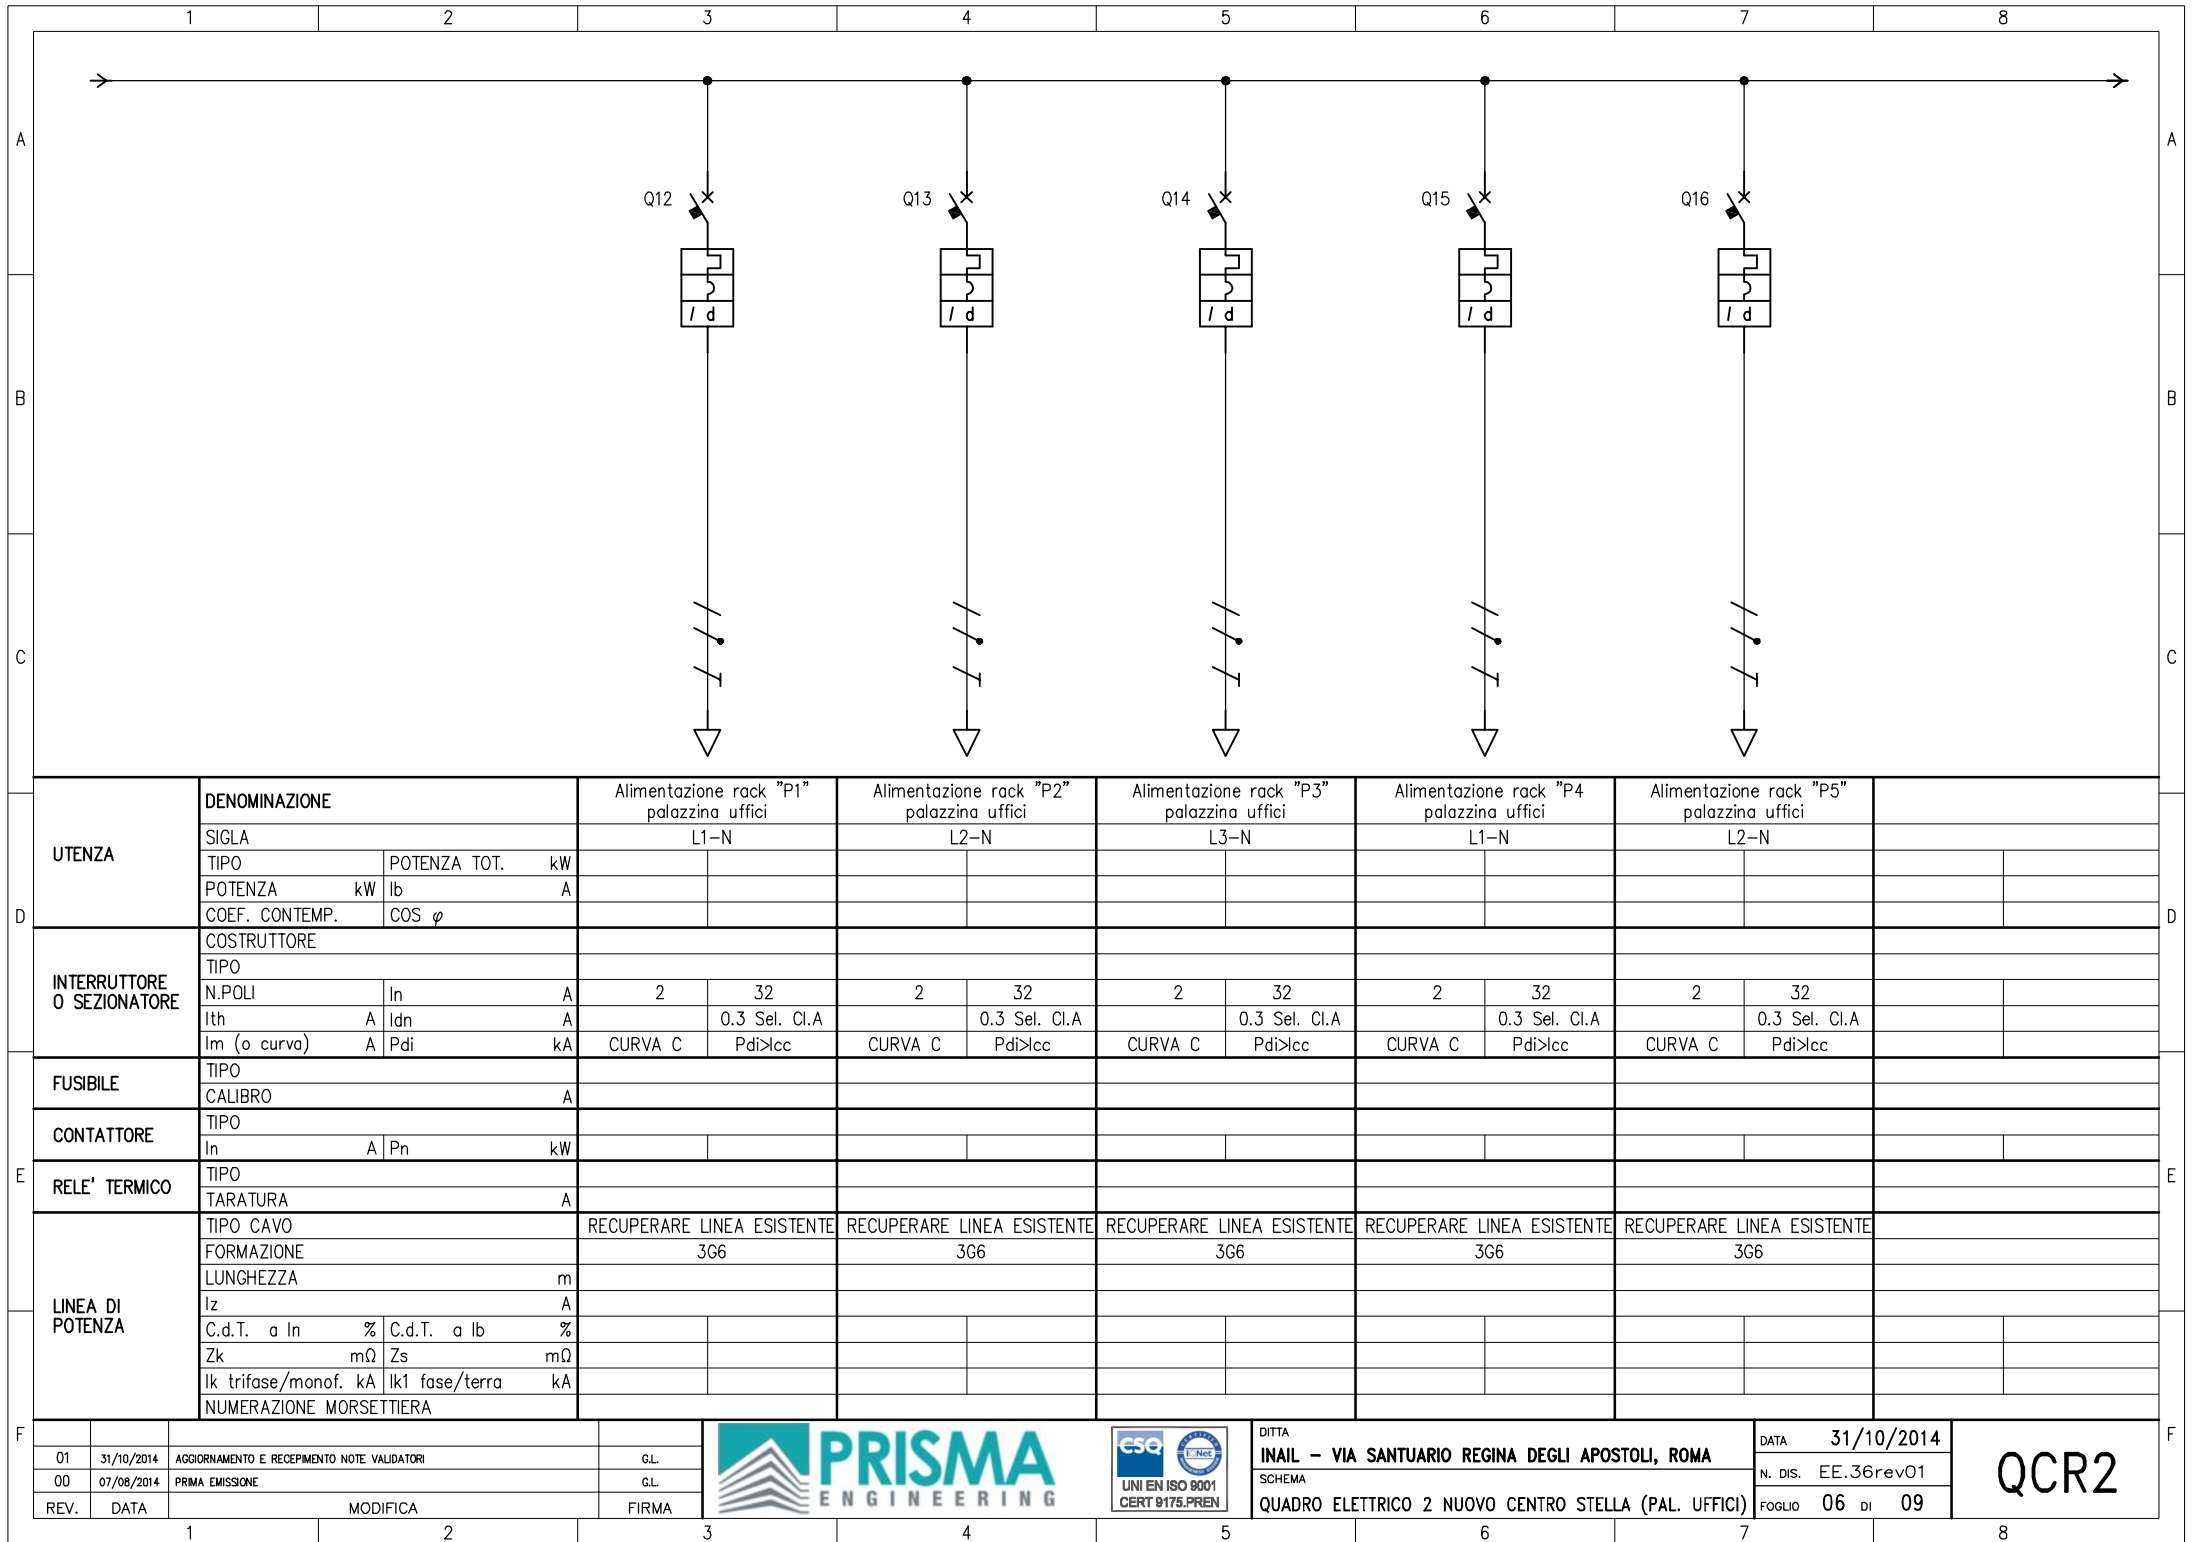 1 2 3 4 5 6 7 8
A A
Q12 Q13 Q14 Q15 Q16
I d I d I d I d I d
B B
C C
UTENZA
DENOMINAZIONE
Alimentazione rack "P1" palazzina uffici
Alimentazione rack "P2" palazzina uffici
Alimentazione rack "P3" palazzina uffici
Alimentazione rack "P4 palazzina uffici
Alimentazione rack "P5" palazzina uffici
SIGLA L1-N L2-N L3-N L1-N L2-N
TIPO POTENZA TOT. kW
POTENZA kW Ib A
D COEF. CONTEMP. COS φ D
INTERRUTTORE O SEZIONATORE
COSTRUTTORE
TIPO
N.POLI In A 2 32 2 32 2 32 2 32 2 32
Ith A Idn A 0.3 Sel. Cl.A 0.3 Sel. Cl.A 0.3 Sel. Cl.A 0.3 Sel. Cl.A 0.3 Sel. Cl.A
Im (o curva) A Pdi kA CURVA C Pdi>Icc CURVA C Pdi>Icc CURVA C Pdi>Icc CURVA C Pdi>Icc CURVA C Pdi>Icc
FUSIBILE
TIPO
CALIBRO A
CONTATTORE
TIPO
In A Pn kW
E E
RELE' TERMICO
TIPO
TARATURA A
LINEA DI POTENZA
TIPO CAVO RECUPERARE LINEA ESISTENTE RECUPERARE LINEA ESISTENTE RECUPERARE LINEA ESISTENTE RECUPERARE LINEA ESISTENTE RECUPERARE LINEA ESISTENTE
FORMAZIONE 3G6 3G6 3G6 3G6 3G6
LUNGHEZZA m
Iz A
C.d.T. a In % C.d.T. a Ib %
Zk mΩ Zs mΩ
Ik trifase/monof. kA Ik1 fase/terra kA
NUMERAZIONE MORSETTIERA
F F
01 31/10/2014 AGGIORNAMENTO E RECEPIMENTO NOTE VALIDATORI G.L.
00 07/08/2014 PRIMA EMISSIONE G.L.
REV. DATA MODIFICA FIRMA
PRISMA
ENGINEERING
CSQ
IQNet
UNI EN ISO 9001
CERT 9175.PREN
DITTA
INAIL - VIA SANTUARIO REGINA DEGLI APOSTOLI, ROMA
SCHEMA
QUADRO ELETTRICO 2 NUOVO CENTRO STELLA (PAL. UFFICI)
DATA 31/10/2014
N. DIS. EE.36rev01
FOGLIO 06 DI 09
QCR2
1 2 3 4 5 6 7 8